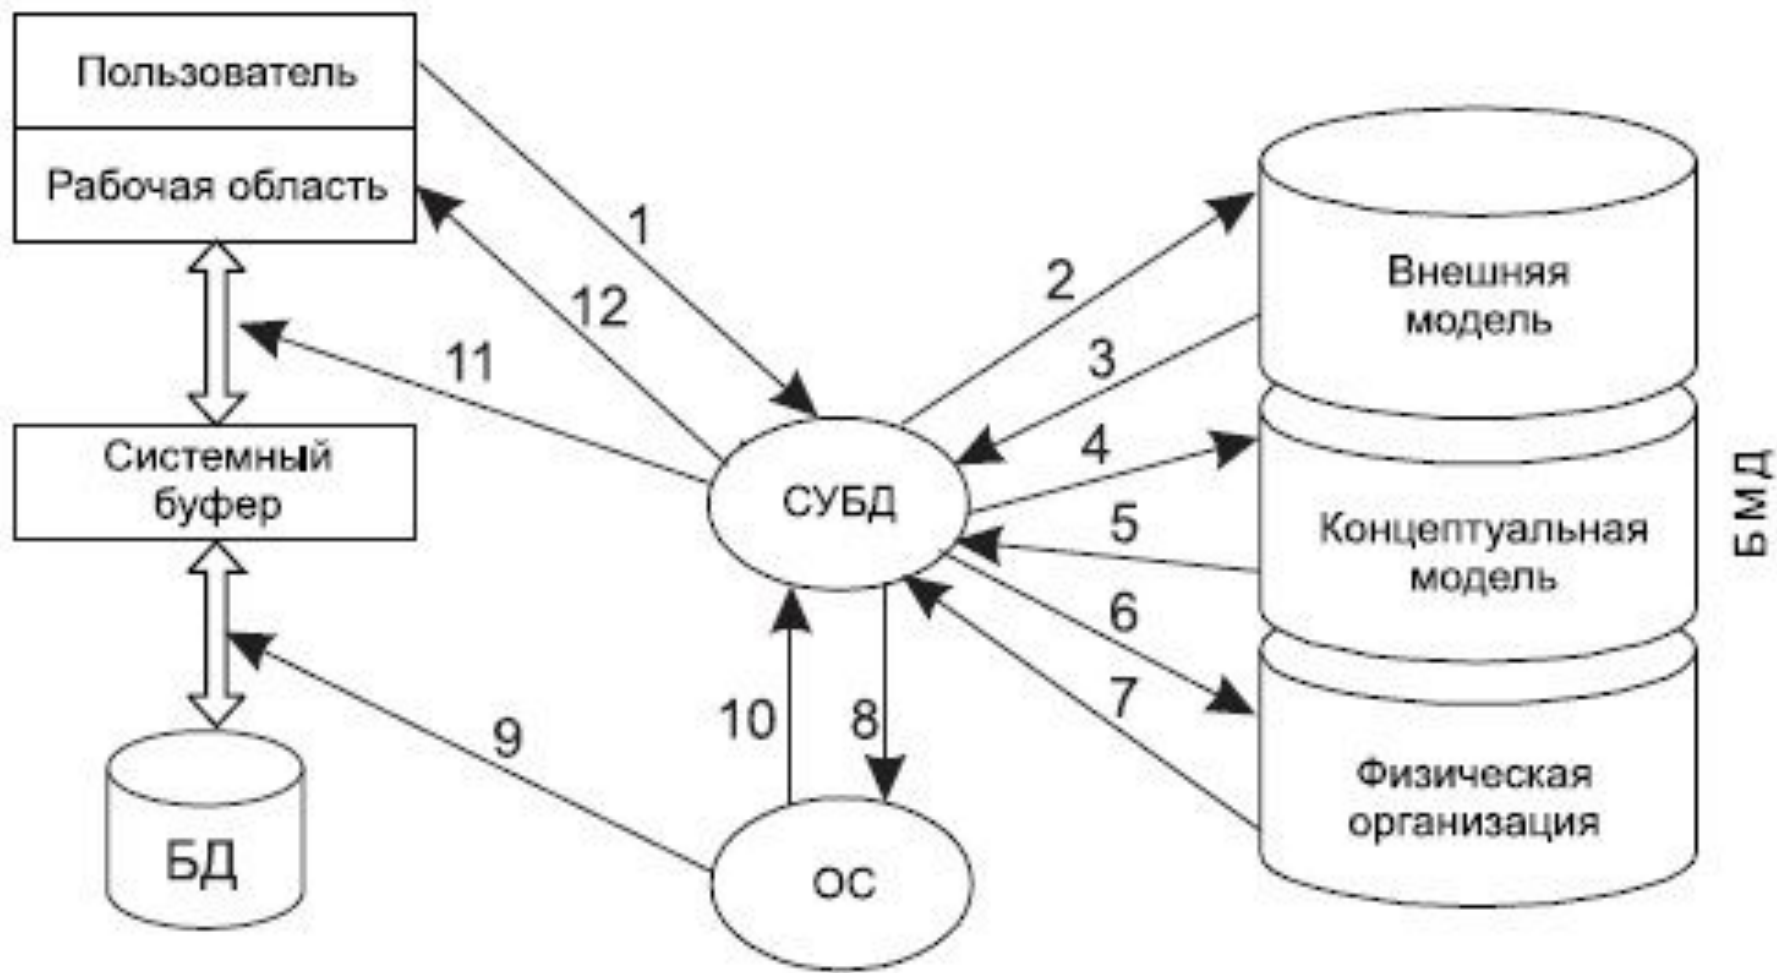 Пользователь
Рабочая область
1
12
11
2
3
4
5
6
7
Внешняя
модель
Системный
буфер
СУБД
Концептуальная
модель
БМД
10
8
9
Физическая
организация
БД
ОС